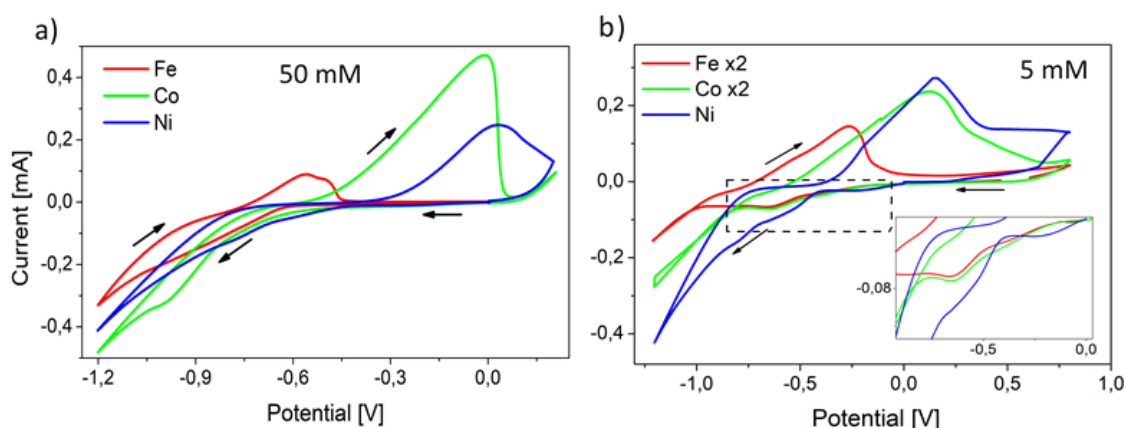 a)
50 mM
Fe
Co
Ni
Current [mA]
0,4
0,2
0,0
-0,2
-0,4
-1,2
-0,9
-0,6
-0,3
0,0
Potential [V]
b)
5 mM
Fe x2
Co x2
Ni
0,2
0,0
-0,2
-0,4
-0,08
-0,5
0,0
-1,0
-0,5
0,0
0,5
1,0
Potential [V]